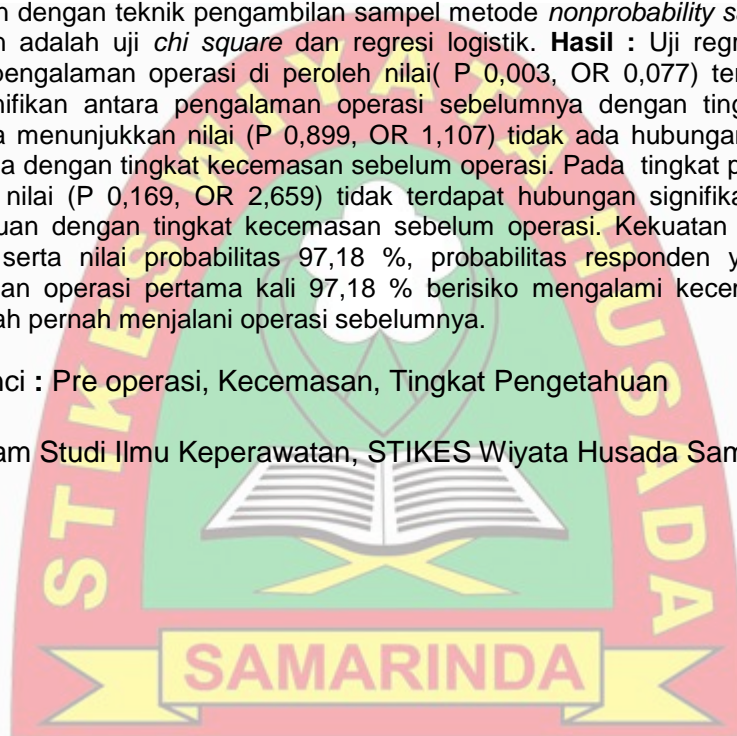 n dengan teknik pengambilan sampel metode nonprobability sa
n adalah uji chi square dan regresi logistik. Hasil : Uji regr
pengalaman operasi di peroleh nilai( P 0,003, OR 0,077) ter
nifikan antara pengalaman operasi sebelumnya dengan ting
a menunjukkan nilai (P 0,899, OR 1,107) tidak ada hubungan
a dengan tingkat kecemasan sebelum operasi. Pada tingkat p
nilai (P 0,169, OR 2,659) tidak terdapat hubungan signifika
uan dengan tingkat kecemasan sebelum operasi. Kekuatan
serta nilai probabilitas 97,18 %, probabilitas responden y
an operasi pertama kali 97,18 % berisiko mengalami kecer
ah pernah menjalani operasi sebelumnya.
nci : Pre operasi, Kecemasan, Tingkat Pengetahuan
am Studi Ilmu Keperawatan, STIKES Wiyata Husada Sam
STIKES WIYATA HUSADA
SAMARINDA